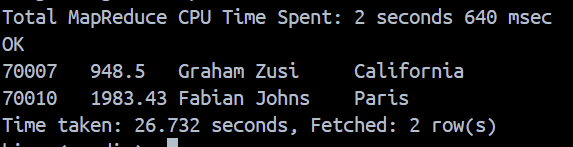 Total MapReduce CPU Time Spent: 2 seconds 640 msec
OK
70007 948.5 Graham Zusi California
70010 1983.43 Fabian Johns Paris
Time taken: 26.732 seconds, Fetched: 2 row(s)